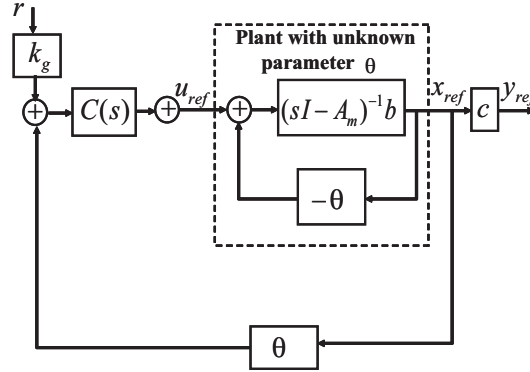 r
k_g
Plant with unknown
parameter θ
+
C(s)
+
u_ref
+
(sI − A_m)^{-1}b
x_ref
c
y_ref
−θ
θ